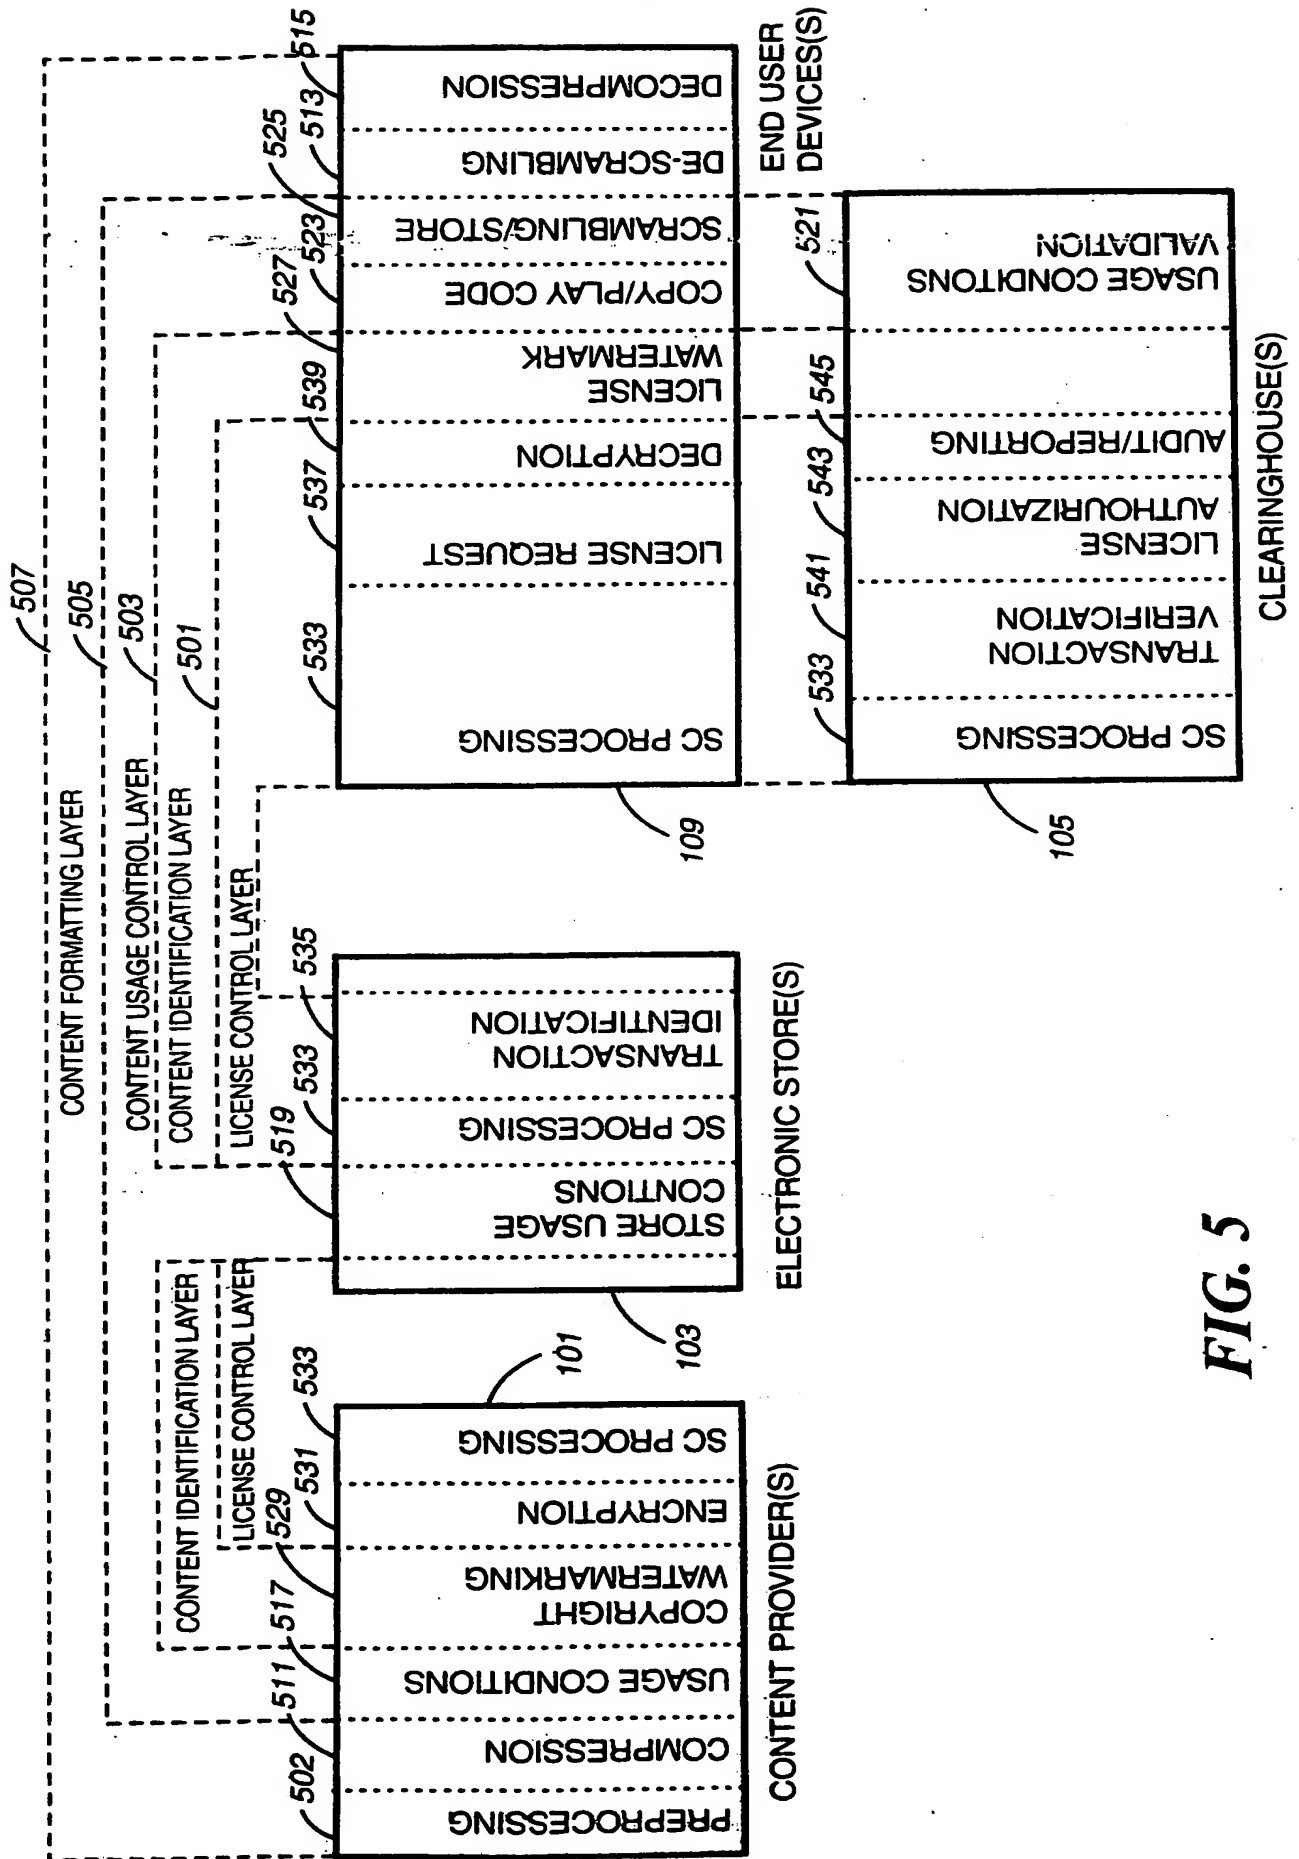 507
CONTENT FORMATTING LAYER
505
CONTENT USAGE CONTROL LAYER
503
CONTENT IDENTIFICATION LAYER
501
LICENSE CONTROL LAYER
CONTENT IDENTIFICATION LAYER
LICENSE CONTROL LAYER
502
511
517
529
531
533
PREPROCESSING
COMPRESSION
USAGE CONDITIONS
COPYRIGHT
WATERMARKING
ENCRYPTION
SC PROCESSING
101
CONTENT PROVIDER(S)
519
533
535
STORE USAGE
CONTIONS
SC PROCESSING
TRANSACTION
IDENTIFICATION
103
ELECTRONIC STORE(S)
533
537
539
527
523
525
513
515
SC PROCESSING
LICENSE REQUEST
DECRYPTION
LICENSE
WATERMARK
COPY/PLAY CODE
SCRAMBLING/STORE
DE-SCRAMBLING
DECOMPRESSION
109
END USER
DEVICES(S)
533
541
543
545
521
SC PROCESSING
TRANSACTION
VERIFICATION
LICENSE
AUTHOURIZATION
AUDIT/REPORTING
USAGE CONDITONS
VALIDATION
105
CLEARINGHOUSE(S)
FIG. 5